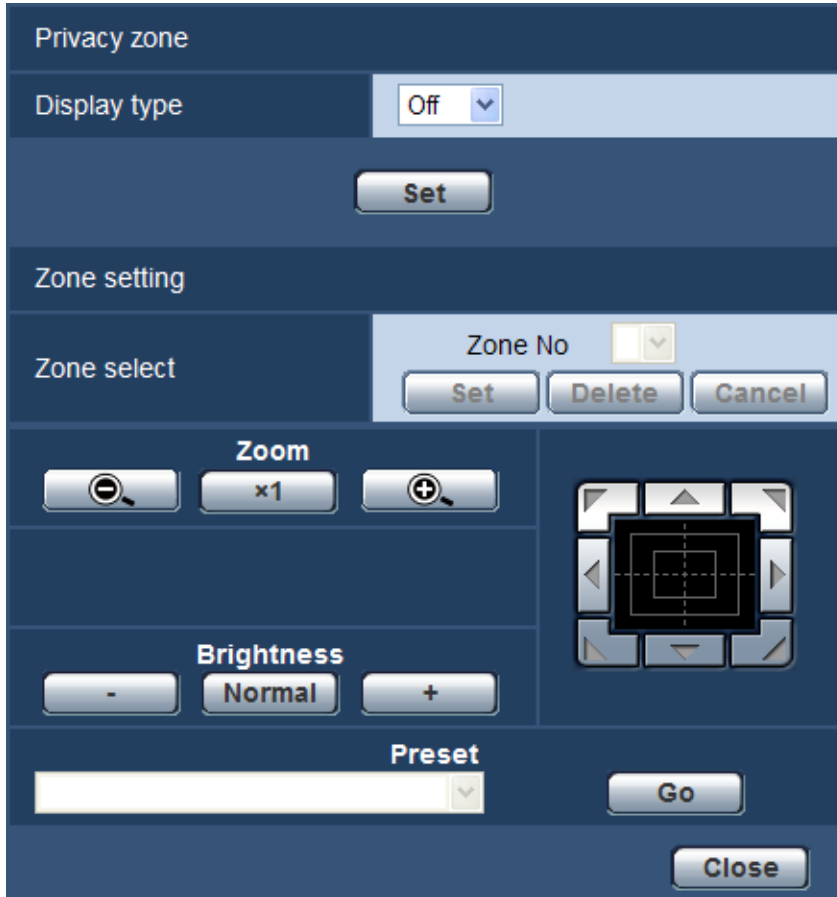 Privacy zone
Display type Off
Set
Zone setting
Zone No
Zone select
Set Delete Cancel
Zoom
×1
Brightness
- Normal +
Preset
Go
Close